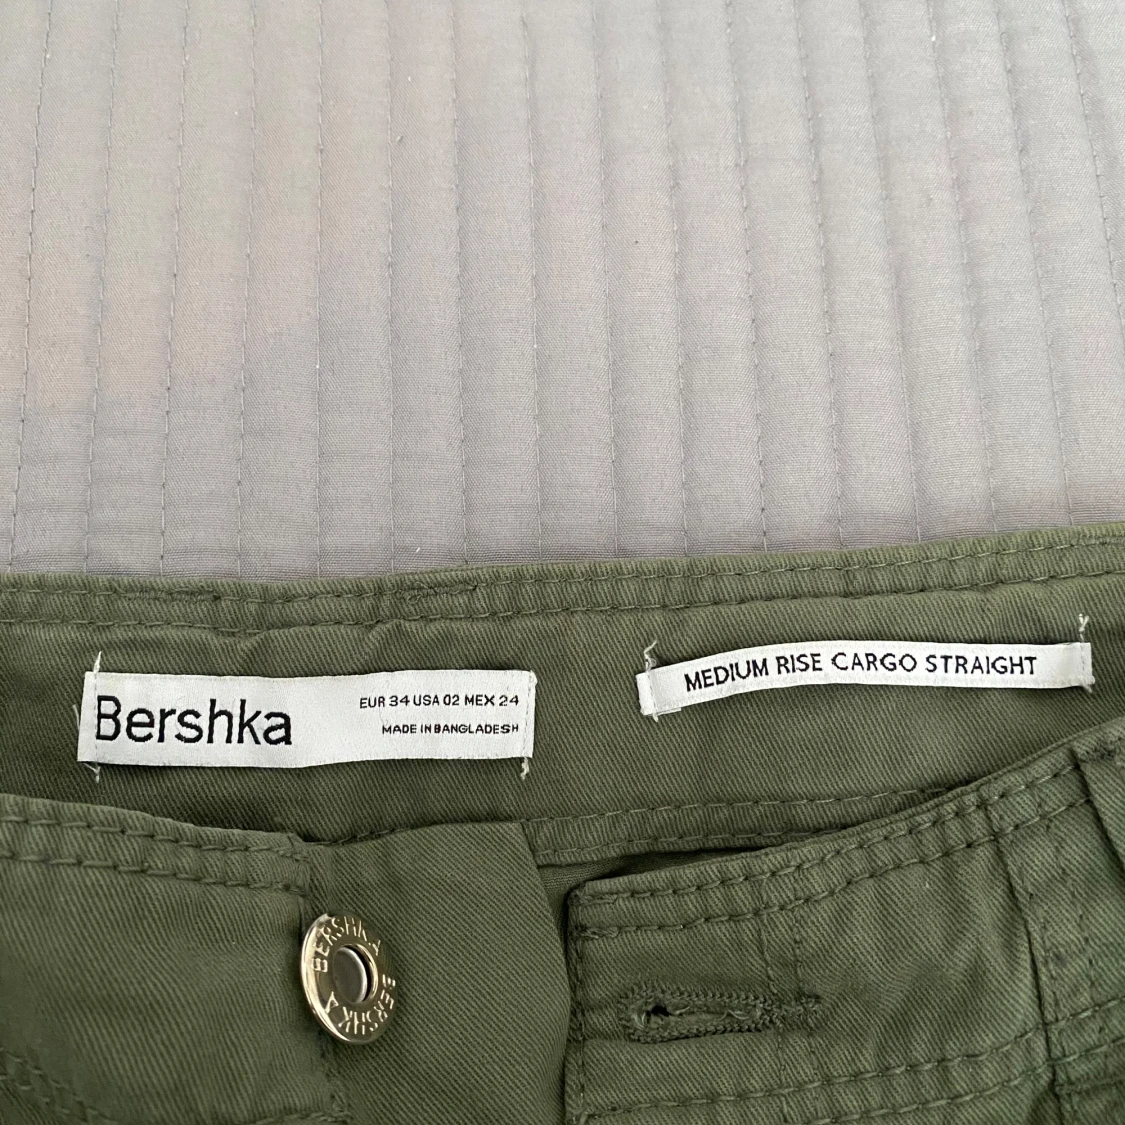 Bershka
EUR 34 USA 02 MEX 24
MADE IN BANGLADESH
MEDIUM RISE CARGO STRAIGHT
BERSHKA BERSHKA